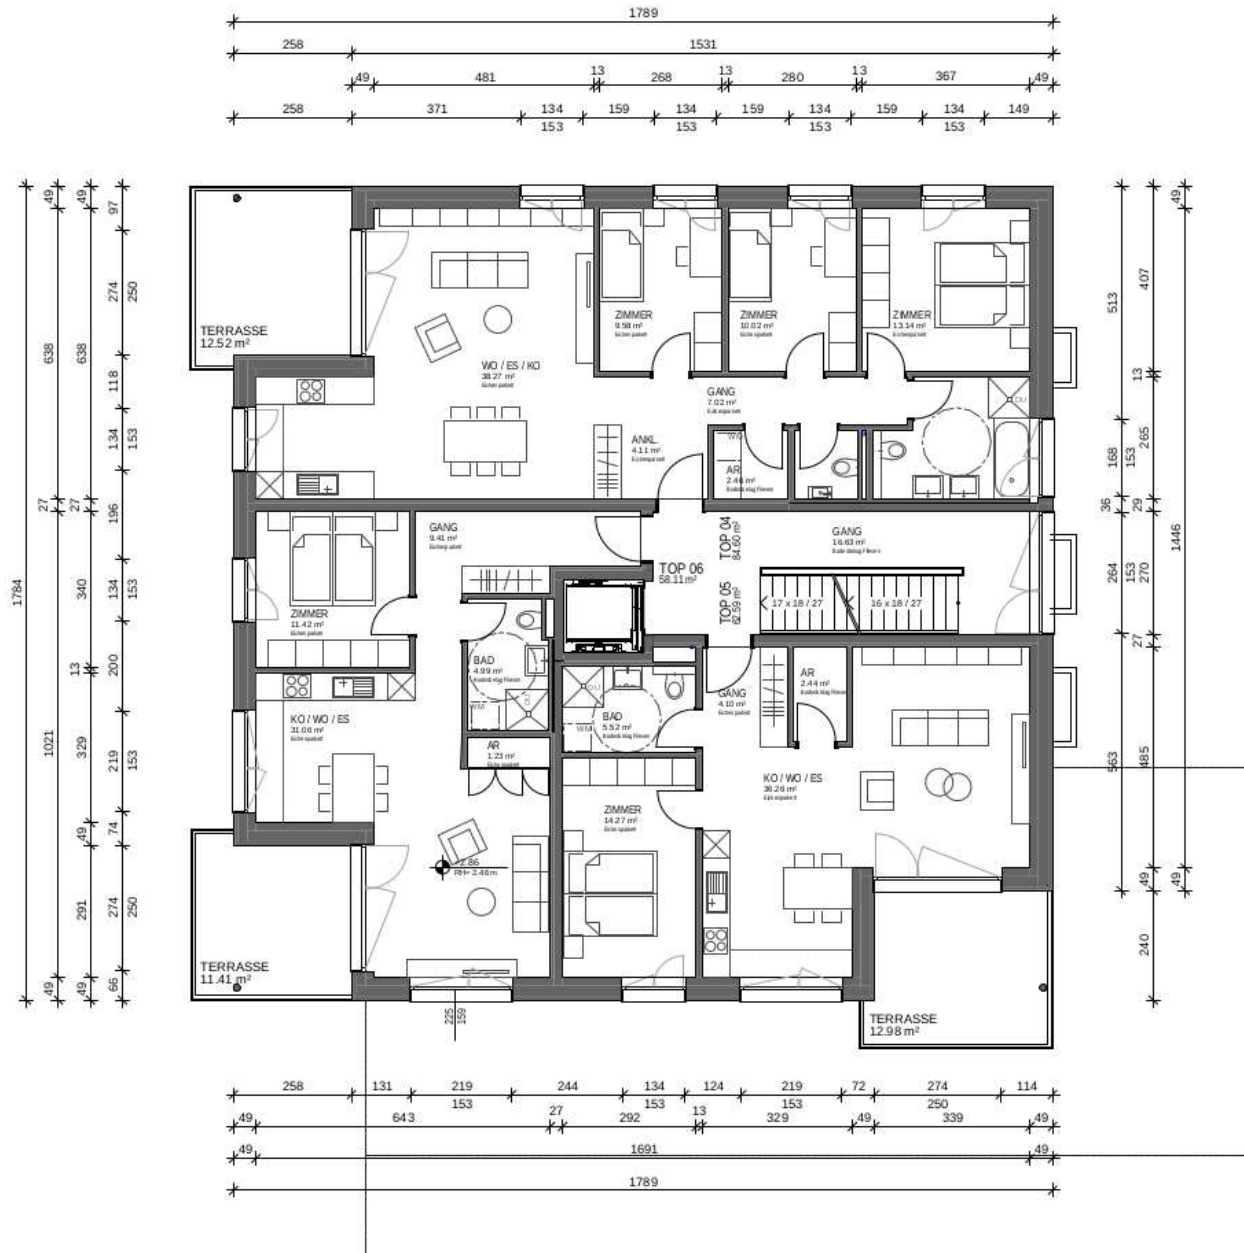 1789
258 1531
49 481 13 268 13 280 13 367 49
258 371 134 159 134 159 134 159 134 149
153 153 153 153
1784
49 638 27 340 13 329 49 291 49
1021
49 638 27
97 274 118 134 196 134 200 219 74 274 66
250 153 153 153 250
TERRASSE
12.52 m²
WO / ES / KO
38.27 m²
ZIMMER
9.58 m²
ZIMMER
10.02 m²
ZIMMER
13.14 m²
GANG
7.02 m²
DU
ANKL.
4.11 m²
WM
AR
2.46 m²
GANG
9.41 m²
TOP 06
58.11 m²
TOP 04
84.60 m²
TOP 05
62.59 m²
GANG
16.63 m²
17 x 18 / 27
16 x 18 / 27
ZIMMER
11.42 m²
BAD
4.99 m²
WM
DU
KO / WO / ES
31.06 m²
AR
1.23 m²
DU
BAD
5.52 m²
WM
GANG
4.10 m²
AR
2.44 m²
KO / WO / ES
36.26 m²
ZIMMER
14.27 m²
2.86
RH= 2.46m
TERRASSE
11.41 m²
TERRASSE
12.98 m²
225
159
513 168 36 264 27 563
153 153
407 13 265 29 270 485 49 240
49 1446 49
258 131 219 244 134 124 219 72 274 114
153 153 153 250
49 643 27 292 13 329 49 339 49
49 1691 49
1789